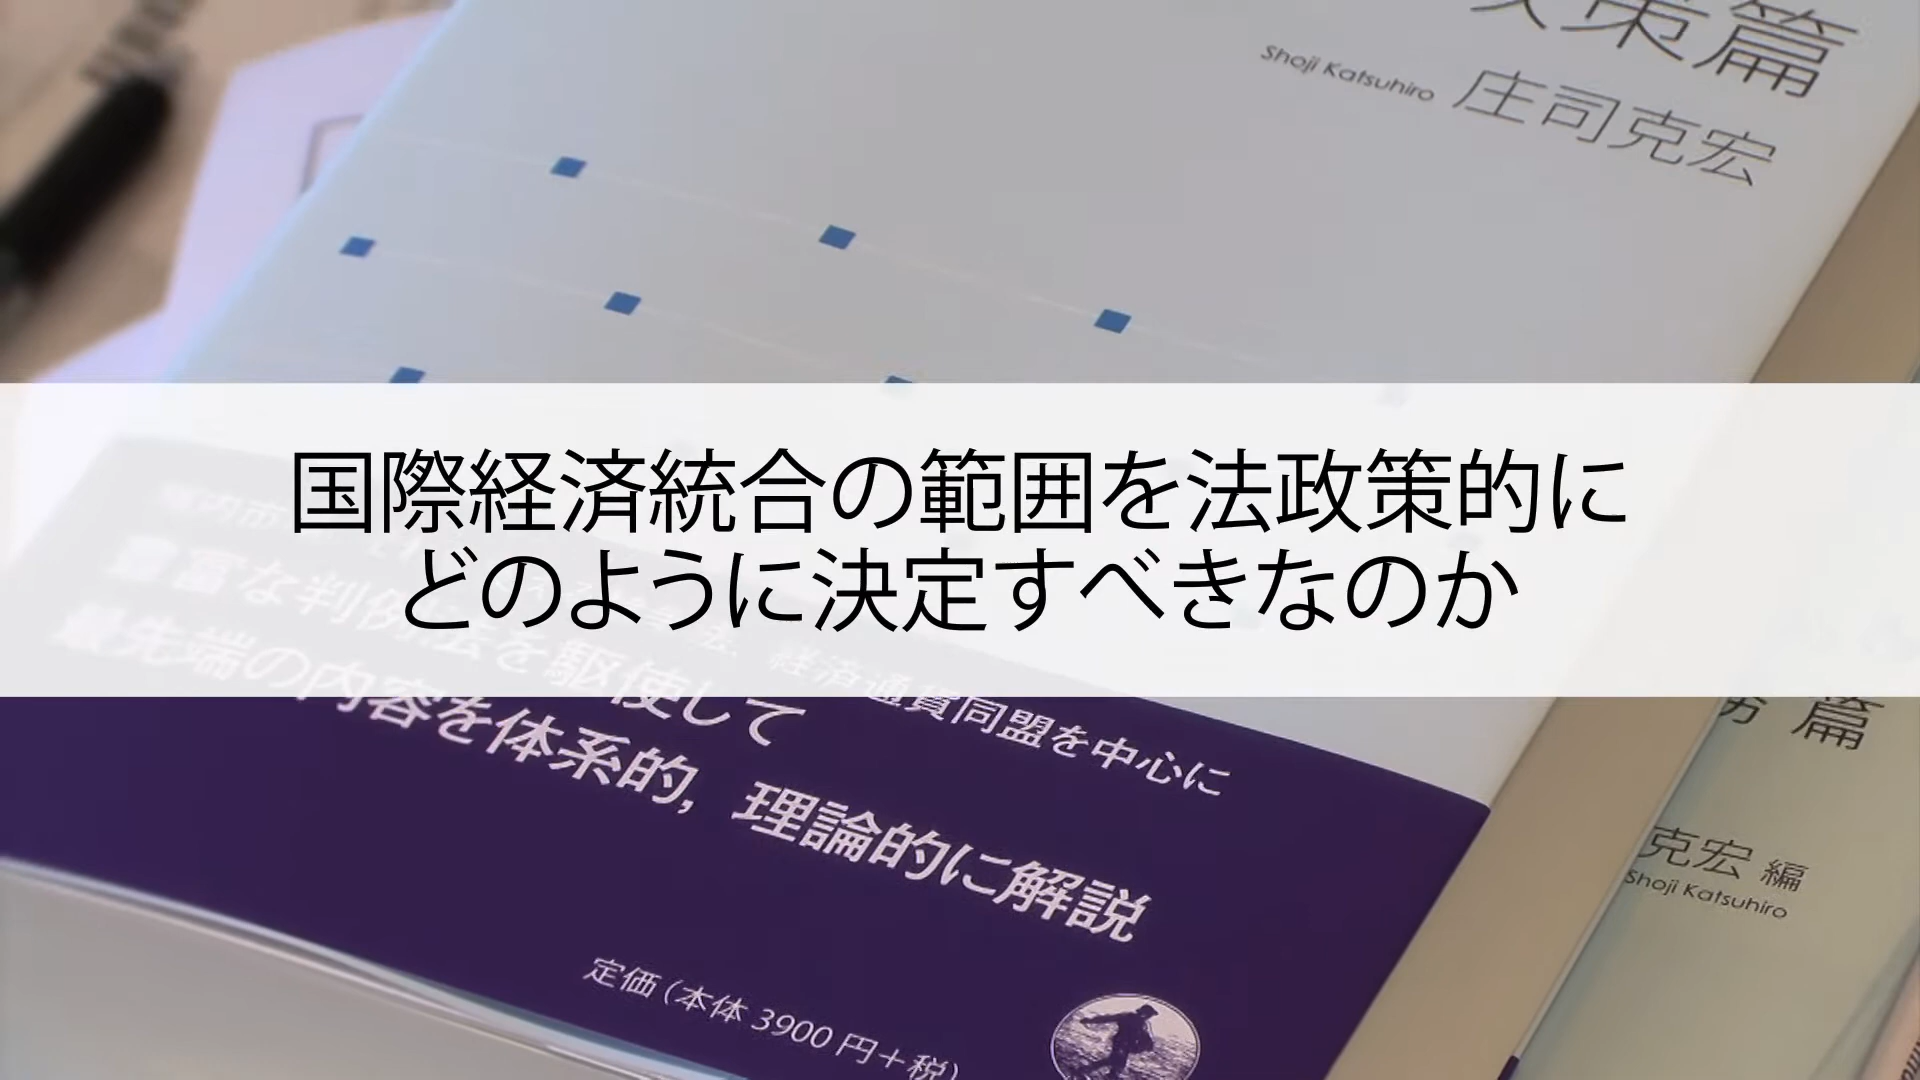 策篇
Shoji Katsuhiro 庄司克宏
国際経済統合の範囲を法政策的に
どのように決定すべきなのか
経済通貨同盟を中心に
豊富な判例法を駆使して
最先端の内容を体系的，理論的に解説
定価（本体 3900 円＋税）
篇
克宏 編
Shoji Katsuhiro